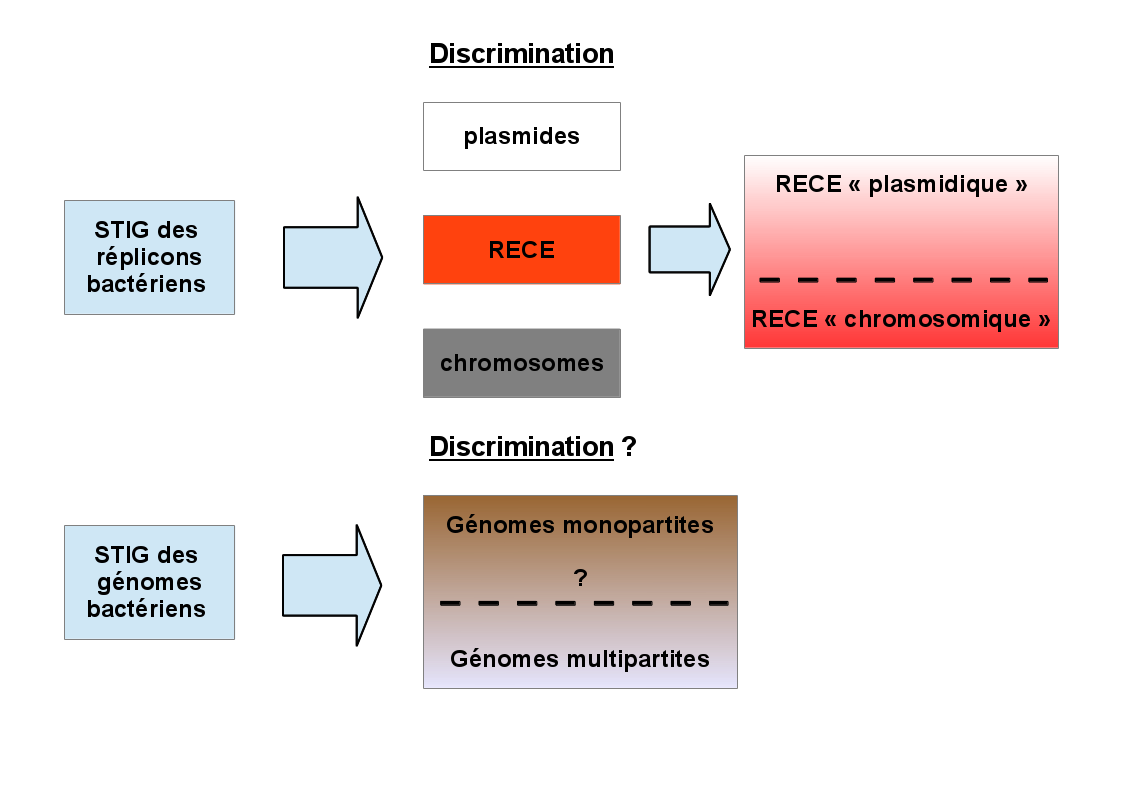 Discrimination
plasmides
RECE
chromosomes
STIG des
réplicons
bactériens
RECE « plasmidique »
RECE « chromosomique »
Discrimination ?
STIG des
génomes
bactériens
Génomes monopartites
?
Génomes multipartites